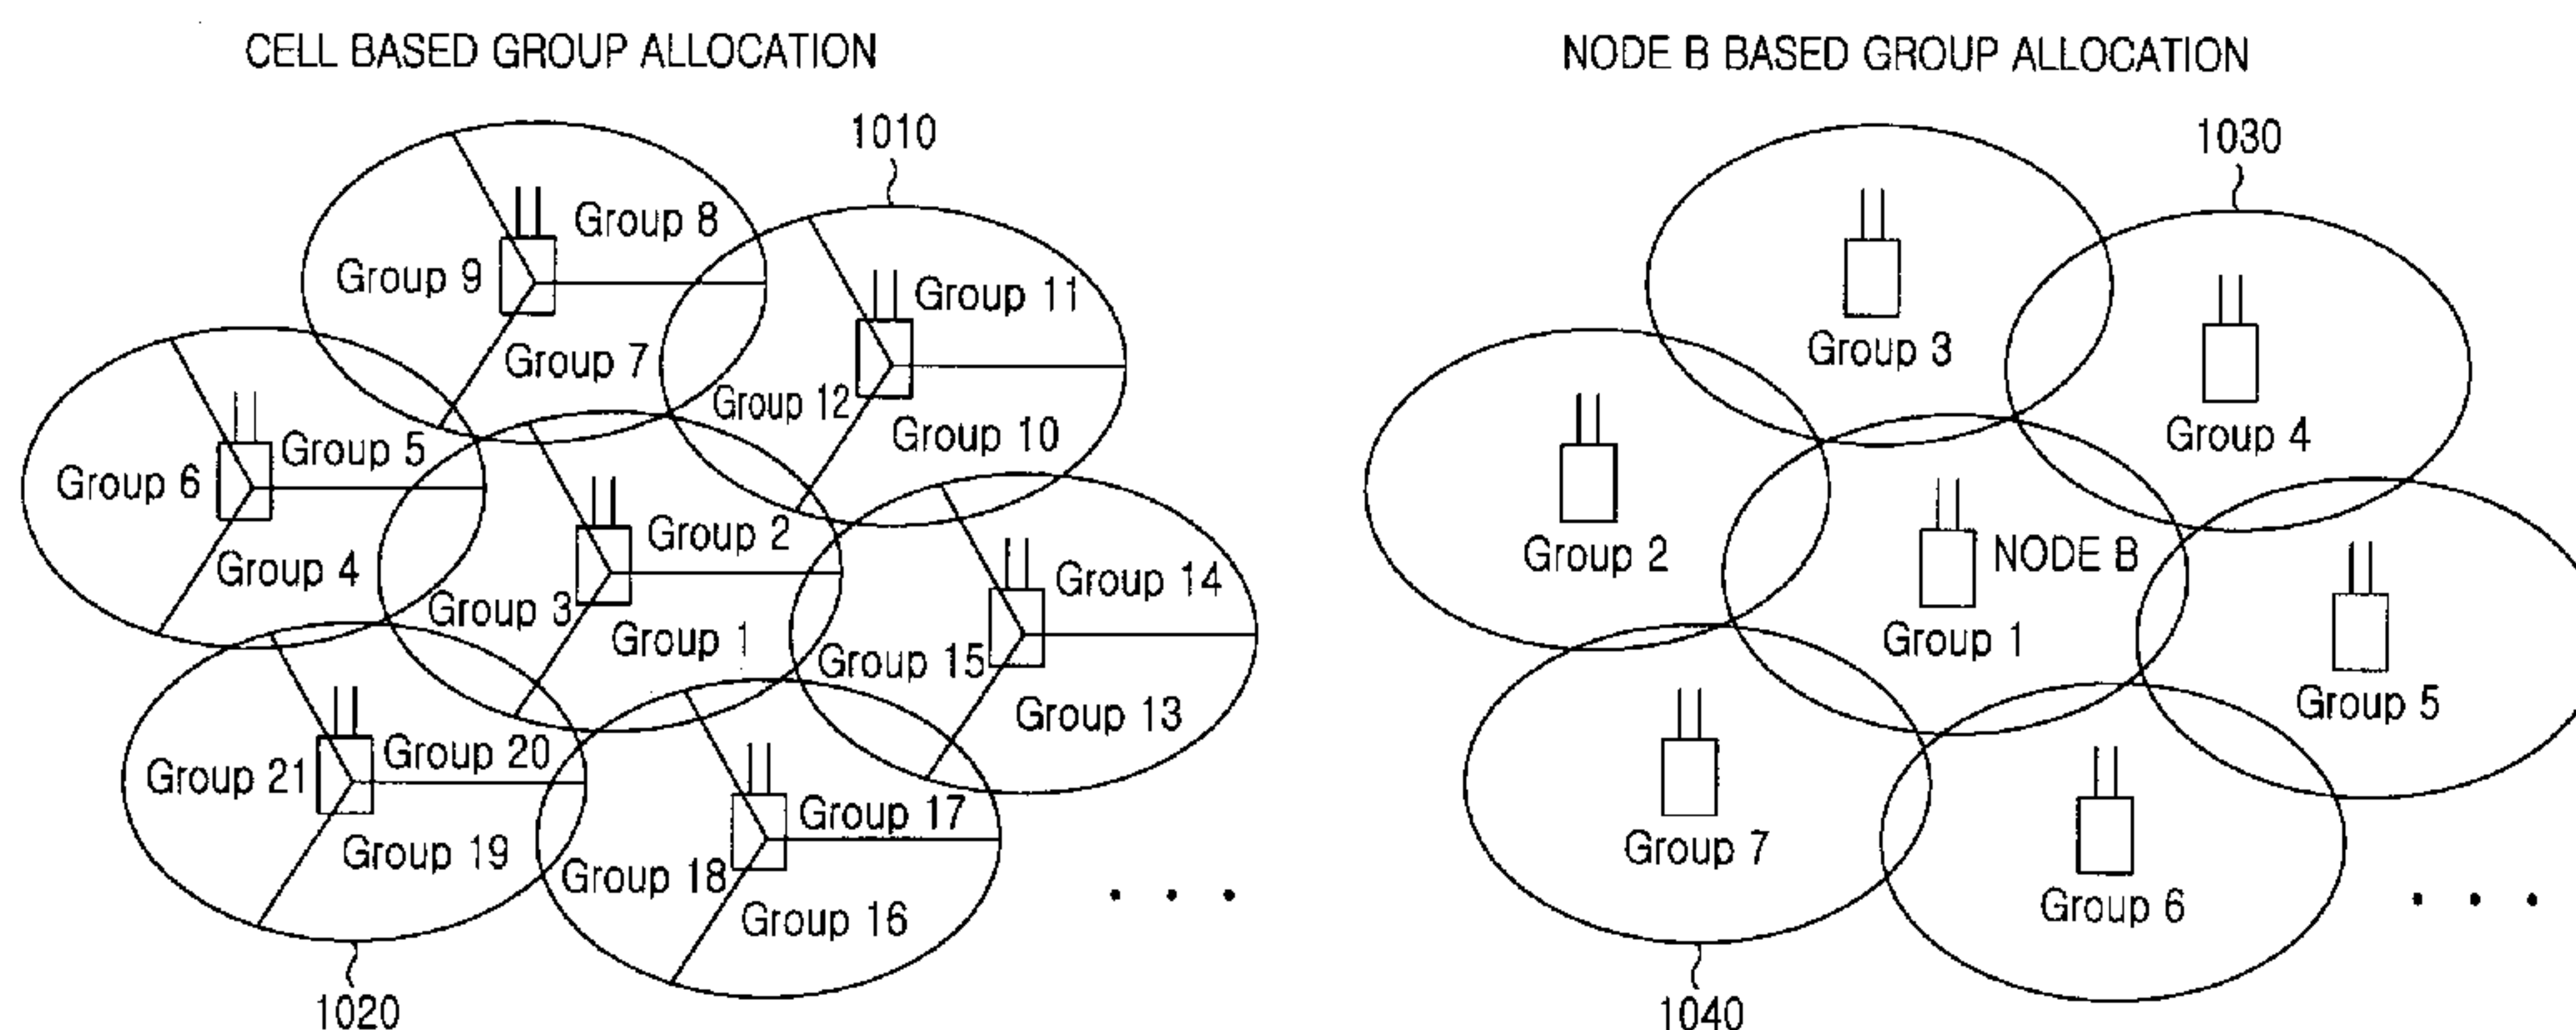 CELL BASED GROUP ALLOCATION
1010
Group 8
Group 9
Group 7
Group 11
Group 12
Group 10
Group 5
Group 6
Group 4
Group 2
Group 3
Group 1
Group 14
Group 15
Group 13
Group 20
Group 21
Group 19
Group 17
Group 18
Group 16
. . .
1020
NODE B BASED GROUP ALLOCATION
1030
Group 3
Group 4
Group 2
NODE B
Group 1
Group 5
Group 7
Group 6
. . .
1040